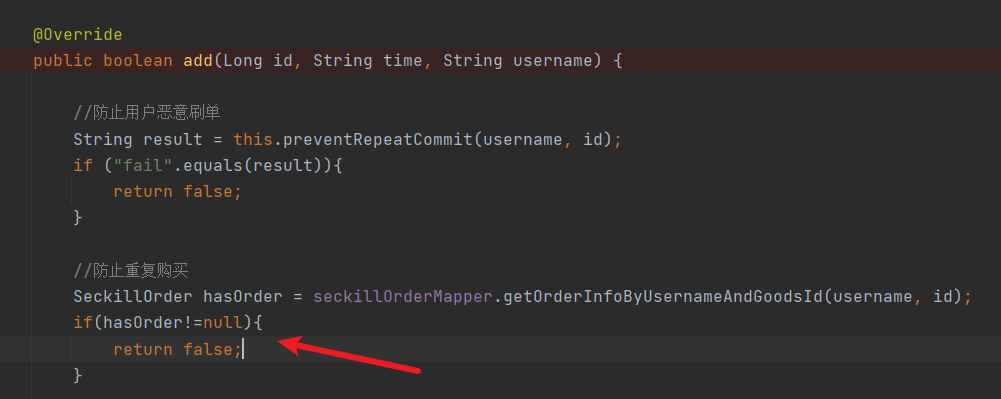 @Override
public boolean add(Long id, String time, String username) {
//防止用户恶意刷单
String result = this.preventRepeatCommit(username, id);
if ("fail".equals(result)){
return false;
}
//防止重复购买
SeckillOrder hasOrder = seckillOrderMapper.getOrderInfoByUsernameAndGoodsId(username, id);
if(hasOrder!=null){
return false;
}